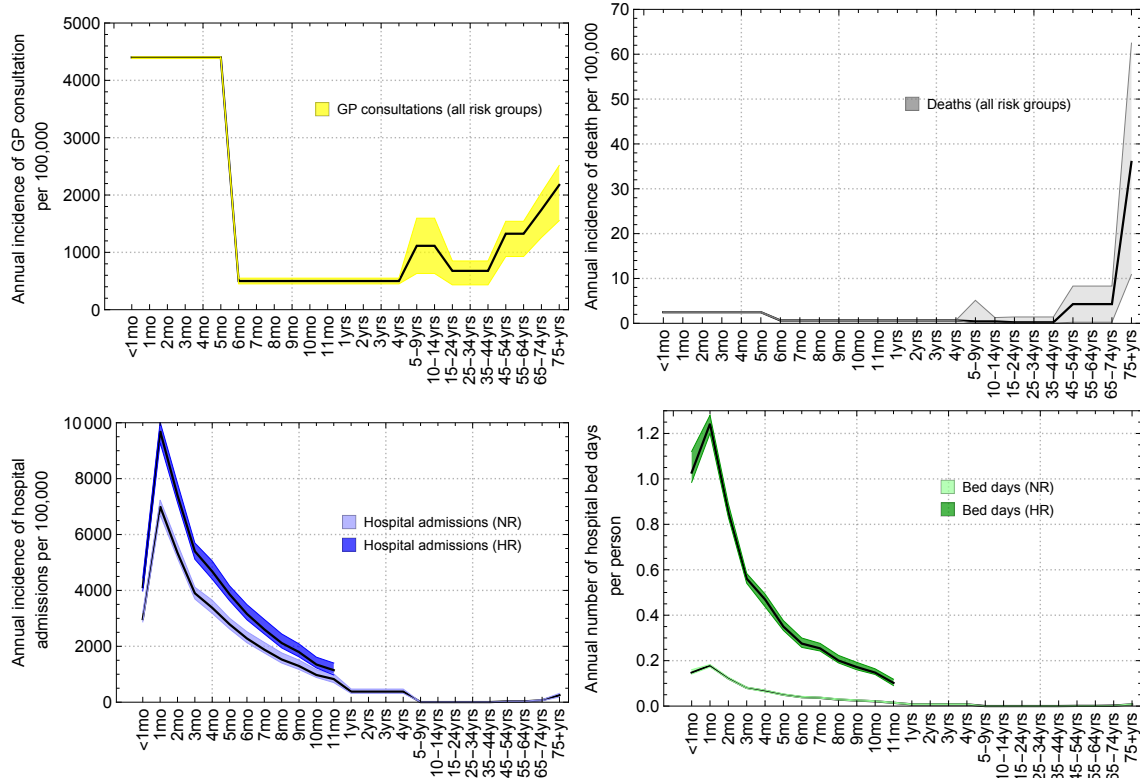 Annual incidence of GP consultation
per 100,000
5000
4000
3000
2000
1000
0
GP consultations (all risk groups)
<1mo
1mo
2mo
3mo
4mo
5mo
6mo
7mo
8mo
9mo
10mo
11mo
1yrs
2yrs
3yrs
4yrs
5−9yrs
10−14yrs
15−24yrs
25−34yrs
35−44yrs
45−54yrs
55−64yrs
65−74yrs
75+yrs
Annual incidence of death per 100,000
70
60
50
40
30
20
10
0
Deaths (all risk groups)
<1mo
1mo
2mo
3mo
4mo
5mo
6mo
7mo
8mo
9mo
10mo
11mo
1yrs
2yrs
3yrs
4yrs
5−9yrs
10−14yrs
15−24yrs
25−34yrs
35−44yrs
45−54yrs
55−64yrs
65−74yrs
75+yrs
Annual incidence of hospital
admissions per 100,000
10 000
8000
6000
4000
2000
0
Hospital admissions (NR)
Hospital admissions (HR)
<1mo
1mo
2mo
3mo
4mo
5mo
6mo
7mo
8mo
9mo
10mo
11mo
1yrs
2yrs
3yrs
4yrs
5−9yrs
10−14yrs
15−24yrs
25−34yrs
35−44yrs
45−54yrs
55−64yrs
65−74yrs
75+yrs
Annual number of hospital bed days
per person
1.2
1.0
0.8
0.6
0.4
0.2
0.0
Bed days (NR)
Bed days (HR)
<1mo
1mo
2mo
3mo
4mo
5mo
6mo
7mo
8mo
9mo
10mo
11mo
1yrs
2yrs
3yrs
4yrs
5−9yrs
10−14yrs
15−24yrs
25−34yrs
35−44yrs
45−54yrs
55−64yrs
65−74yrs
75+yrs